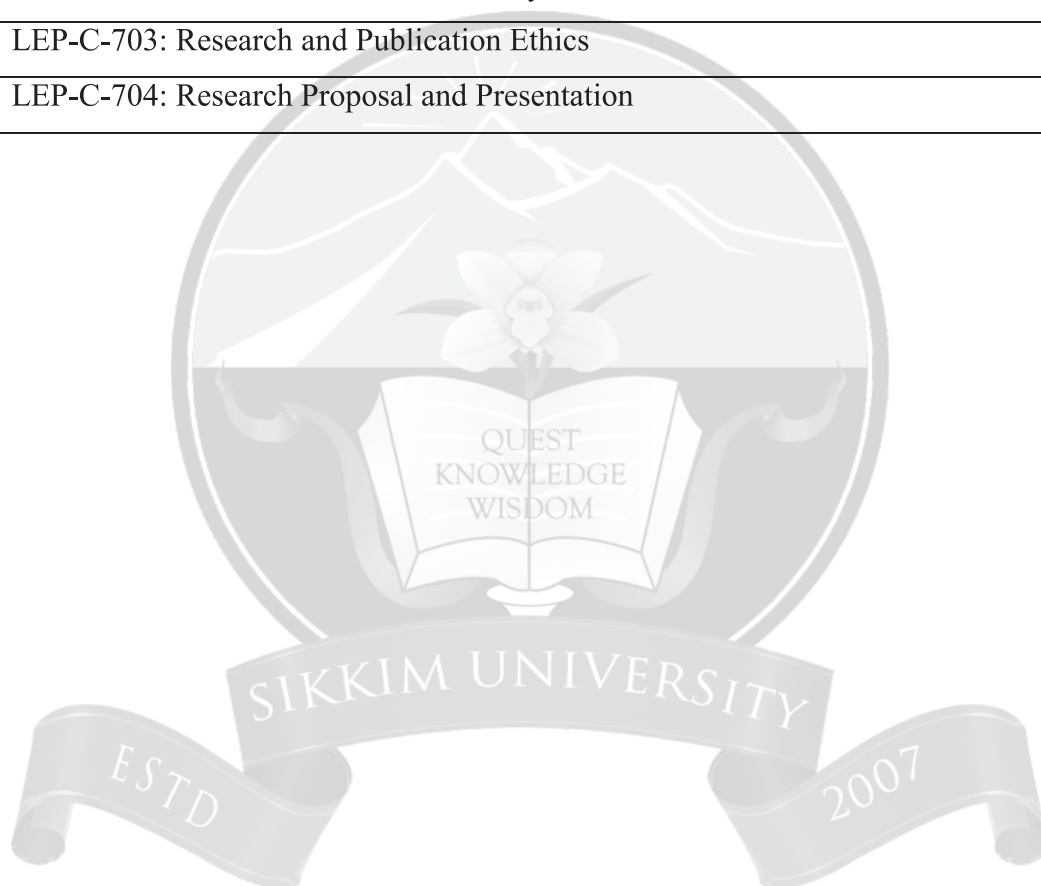 LEP-C-703: Research and Publication Ethics
LEP-C-704: Research Proposal and Presentation
QUEST
KNOWLEDGE
WISDOM
SIKKIM UNIVERSITY
ESTD
2007